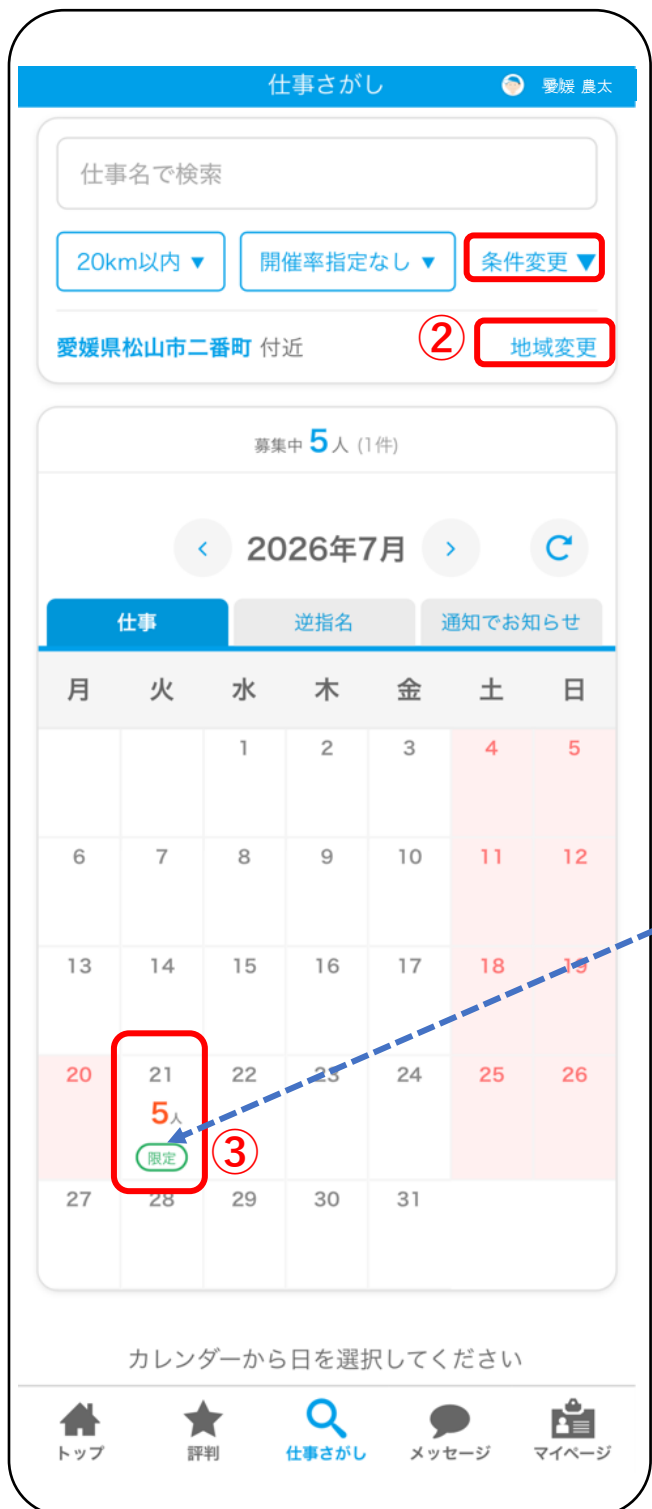 仕事さがし 愛媛 農太
仕事名で検索
20km以内 ▼ 開催率指定なし ▼ 条件変更 ▼
愛媛県松山市二番町 付近 ② 地域変更
募集中 5人 (1件)
‹ 2026年7月 ›
仕事 逆指名 通知でお知らせ
月 火 水 木 金 土 日
1 2 3 4 5
6 7 8 9 10 11 12
13 14 15 16 17 18 19
20 21 22 23 24 25 26
5人
限定 ③
27 28 29 30 31
カレンダーから日を選択してください
トップ 評判 仕事さがし メッセージ マイページ